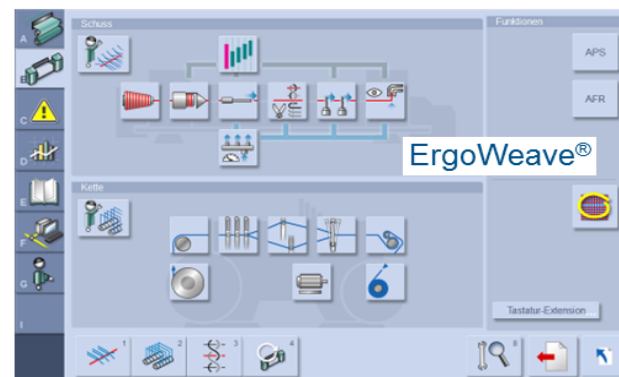 Schuss
Funktionen
A
APS
B
AFR
C
ErgoWeave®
D
Kette
E
F
G
I
Tastatur-Extension...
1
2
3
4
8